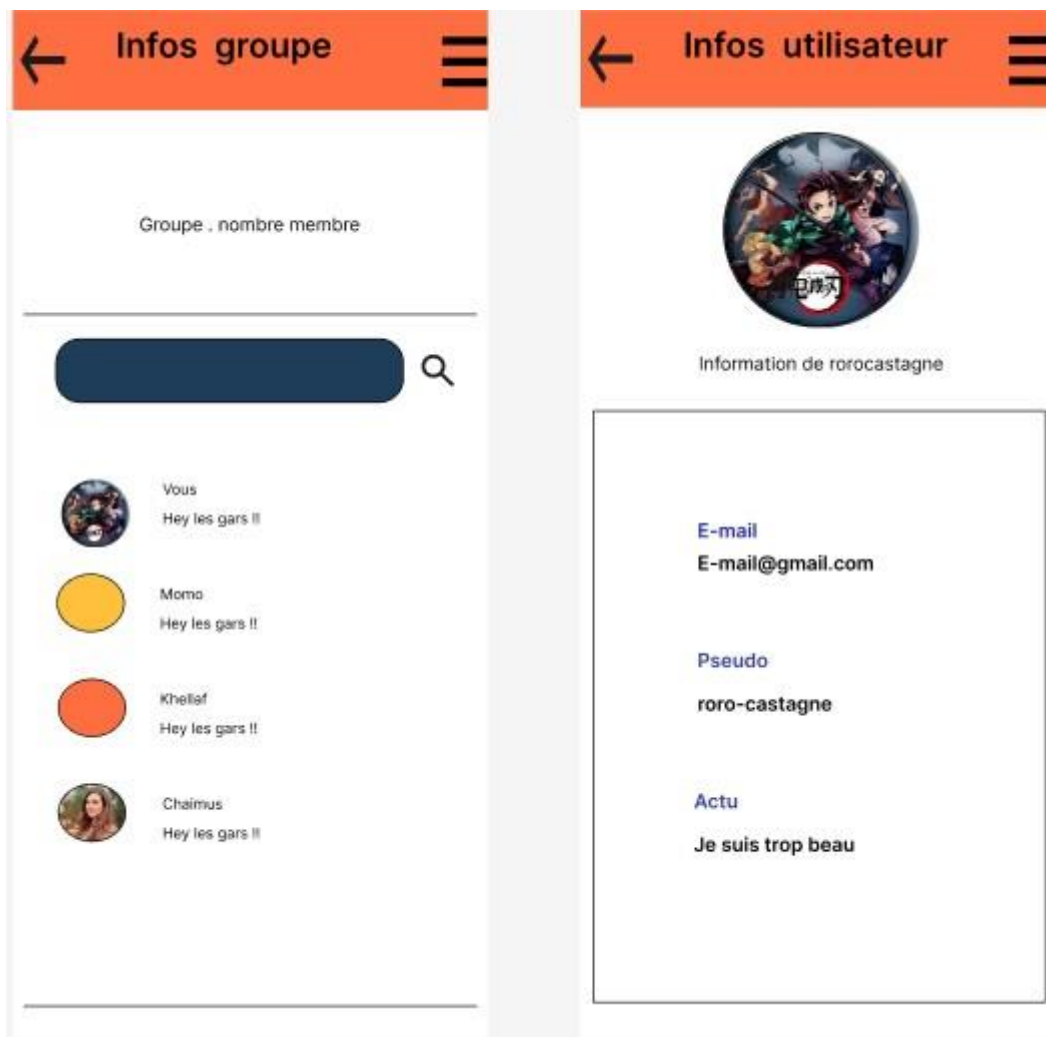 Infos groupe
Groupe . nombre membre
Vous
Hey les gars !!
Momo
Hey les gars !!
Khellaf
Hey les gars !!
Chaimus
Hey les gars !!
Infos utilisateur
Information de rorocastagne
E-mail
E-mail@gmail.com
Pseudo
roro-castagne
Actu
Je suis trop beau